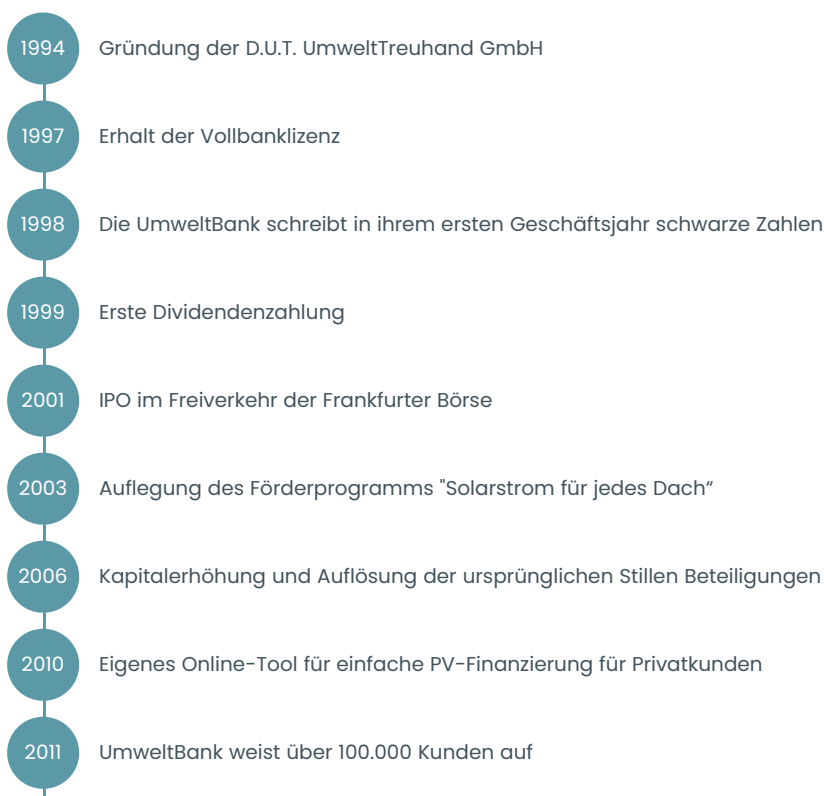 1994 Gründung der D.U.T. UmweltTreuhand GmbH
1997 Erhalt der Vollbanklizenz
1998 Die UmweltBank schreibt in ihrem ersten Geschäftsjahr schwarze Zahlen
1999 Erste Dividendenzahlung
2001 IPO im Freiverkehr der Frankfurter Börse
2003 Auflegung des Förderprogramms "Solarstrom für jedes Dach“
2006 Kapitalerhöhung und Auflösung der ursprünglichen Stillen Beteiligungen
2010 Eigenes Online-Tool für einfache PV-Finanzierung für Privatkunden
2011 UmweltBank weist über 100.000 Kunden auf